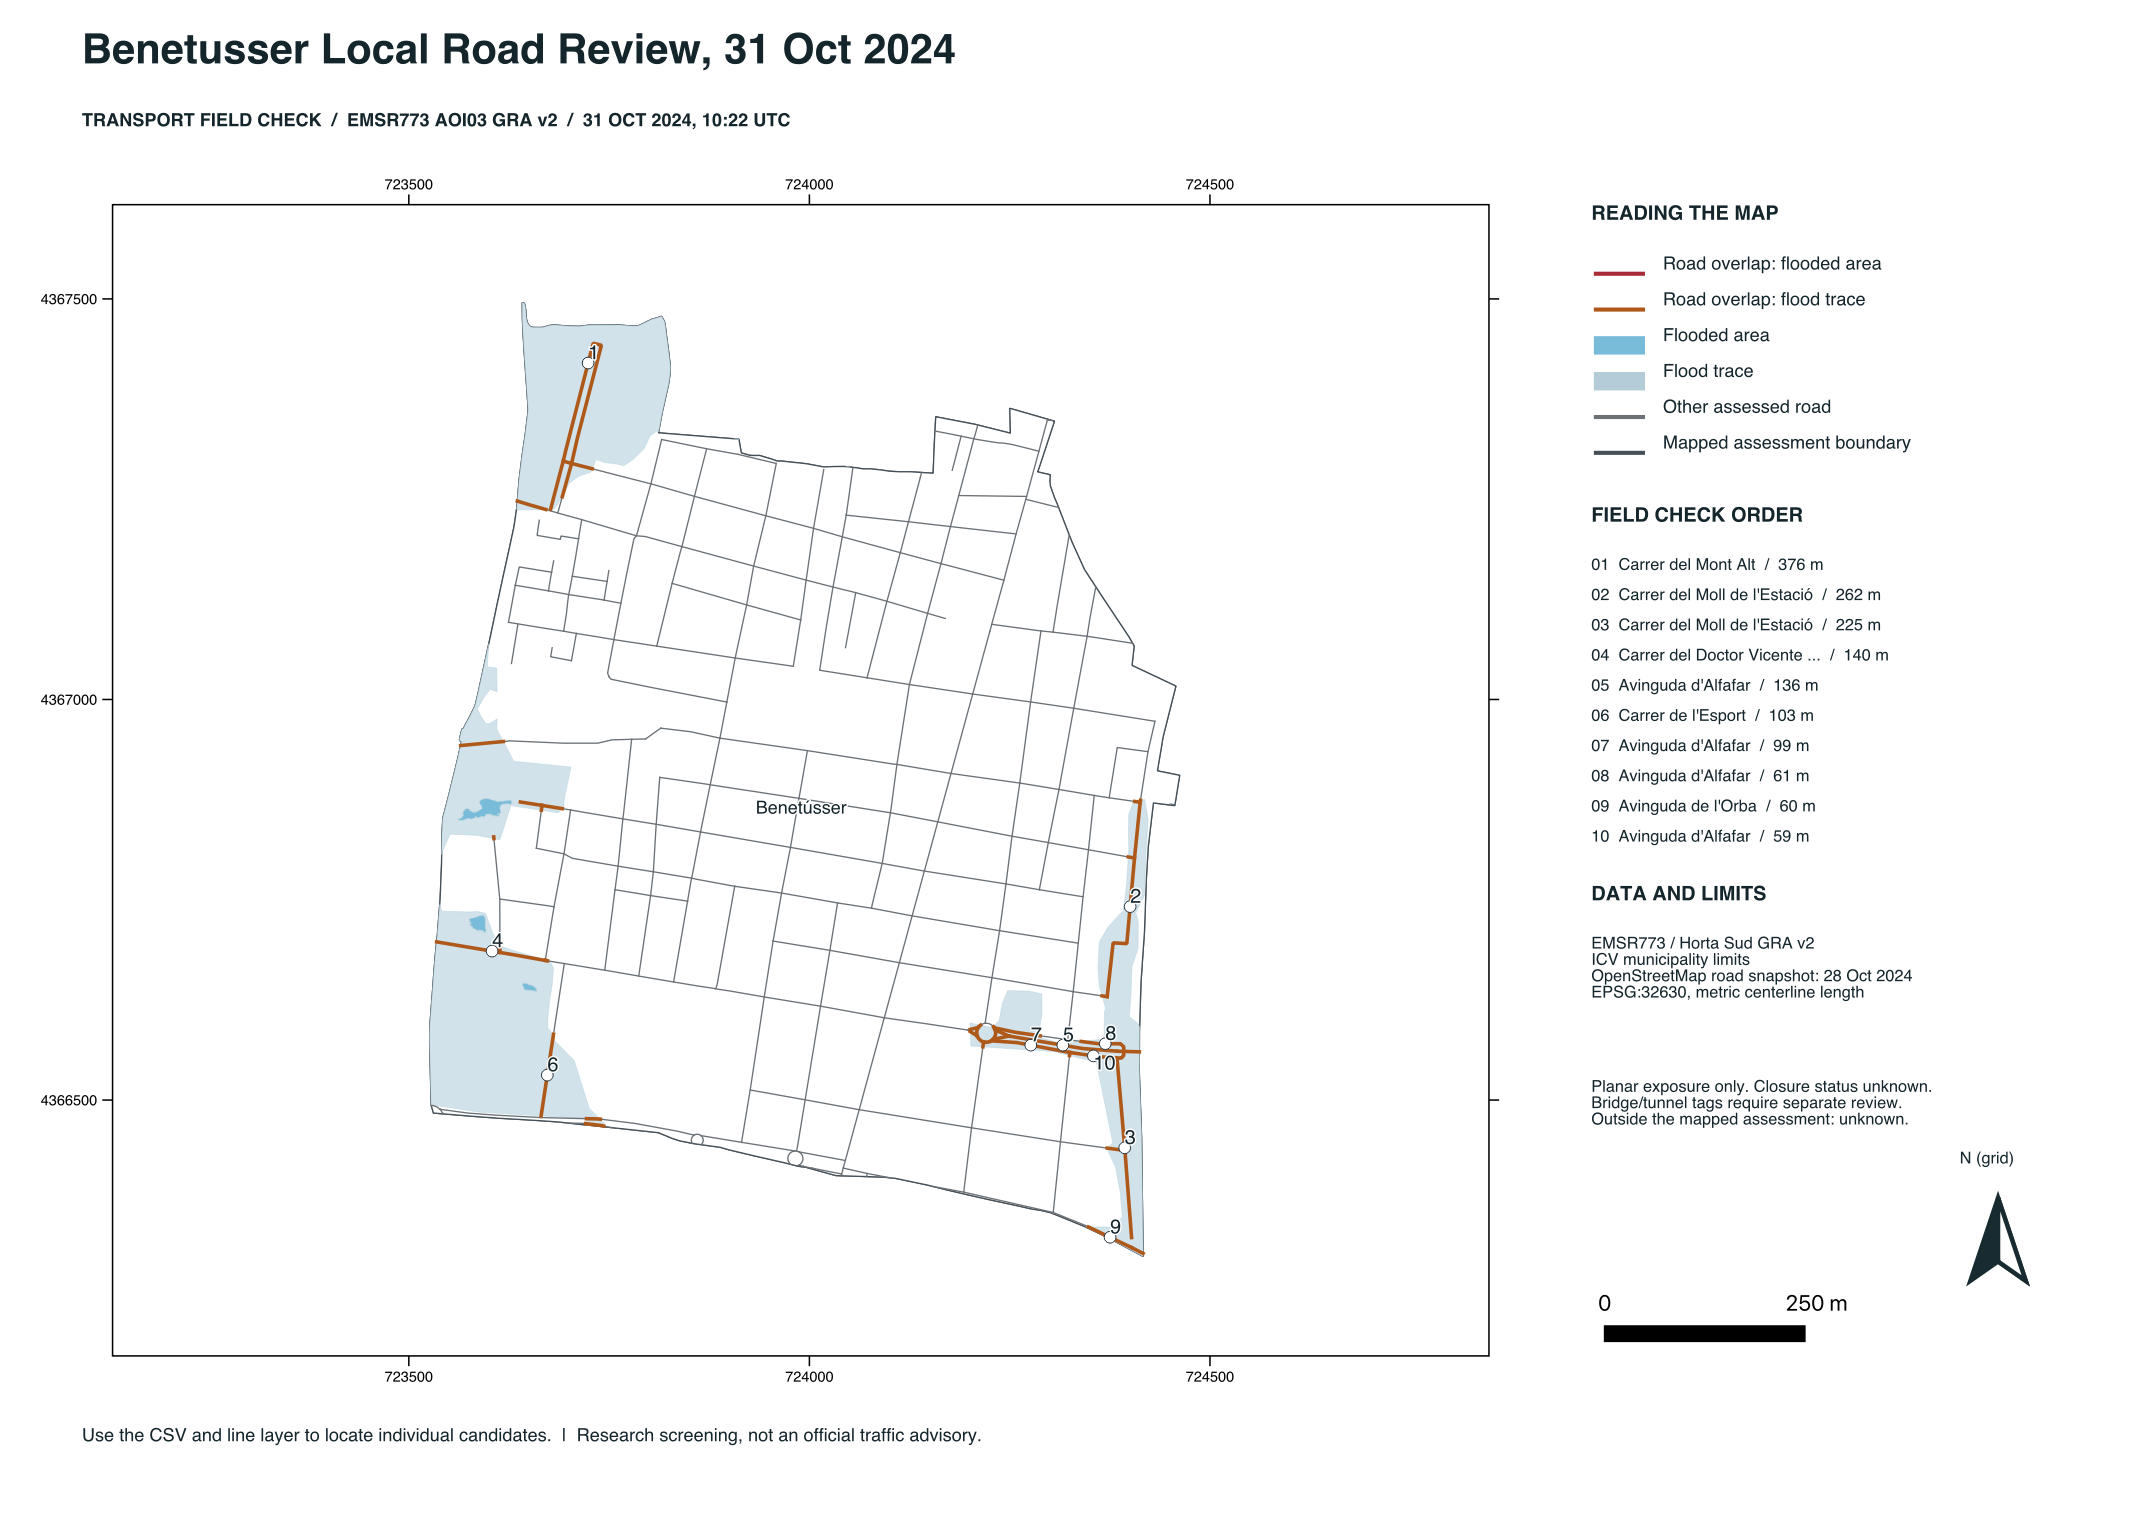 Benetusser Local Road Review, 31 Oct 2024
TRANSPORT FIELD CHECK / EMSR773 AOI03 GRA v2 / 31 OCT 2024, 10:22 UTC
723500
724000
724500
4367500
4367000
4366500
1
2
4
Benetússer
7
5
8
10
6
3
9
723500
724000
724500
READING THE MAP
Road overlap: flooded area
Road overlap: flood trace
Flooded area
Flood trace
Other assessed road
Mapped assessment boundary
FIELD CHECK ORDER
01 Carrer del Mont Alt / 376 m
02 Carrer del Moll de l'Estació / 262 m
03 Carrer del Moll de l'Estació / 225 m
04 Carrer del Doctor Vicente ... / 140 m
05 Avinguda d'Alfafar / 136 m
06 Carrer de l'Esport / 103 m
07 Avinguda d'Alfafar / 99 m
08 Avinguda d'Alfafar / 61 m
09 Avinguda de l'Orba / 60 m
10 Avinguda d'Alfafar / 59 m
DATA AND LIMITS
EMSR773 / Horta Sud GRA v2
ICV municipality limits
OpenStreetMap road snapshot: 28 Oct 2024
EPSG:32630, metric centerline length
Planar exposure only. Closure status unknown.
Bridge/tunnel tags require separate review.
Outside the mapped assessment: unknown.
N (grid)
0 250 m
Use the CSV and line layer to locate individual candidates. | Research screening, not an official traffic advisory.